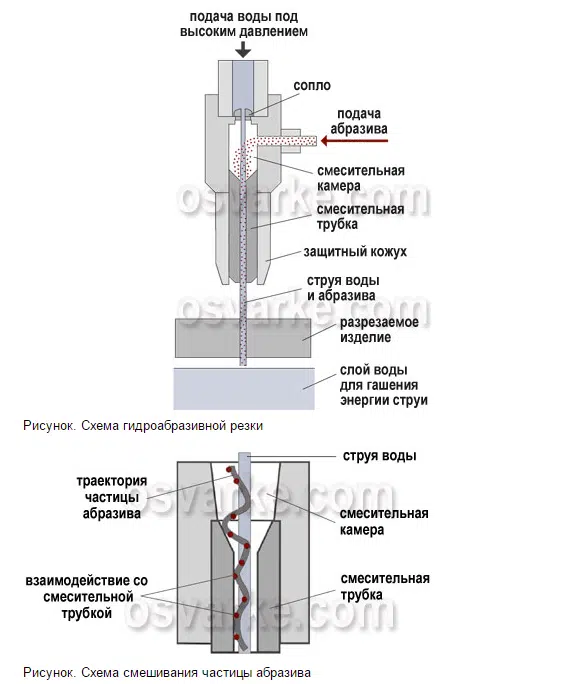 подача воды под
высоким давлением
сопло
подача
абразива
смесительная
камера
osvarke.com
смесительная
трубка
защитный кожух
струя воды
и абразива
osvarke.com
разрезаемое
изделие
слой воды
для гашения
энергии струи
Рисунок. Схема гидроабразивной резки
струя воды
траектория
частицы
абразива
osvarke.com
смесительная
камера
взаимодействие со
смесительной
трубкой
смесительная
трубка
osvarke.com
Рисунок. Схема смешивания частицы абразива